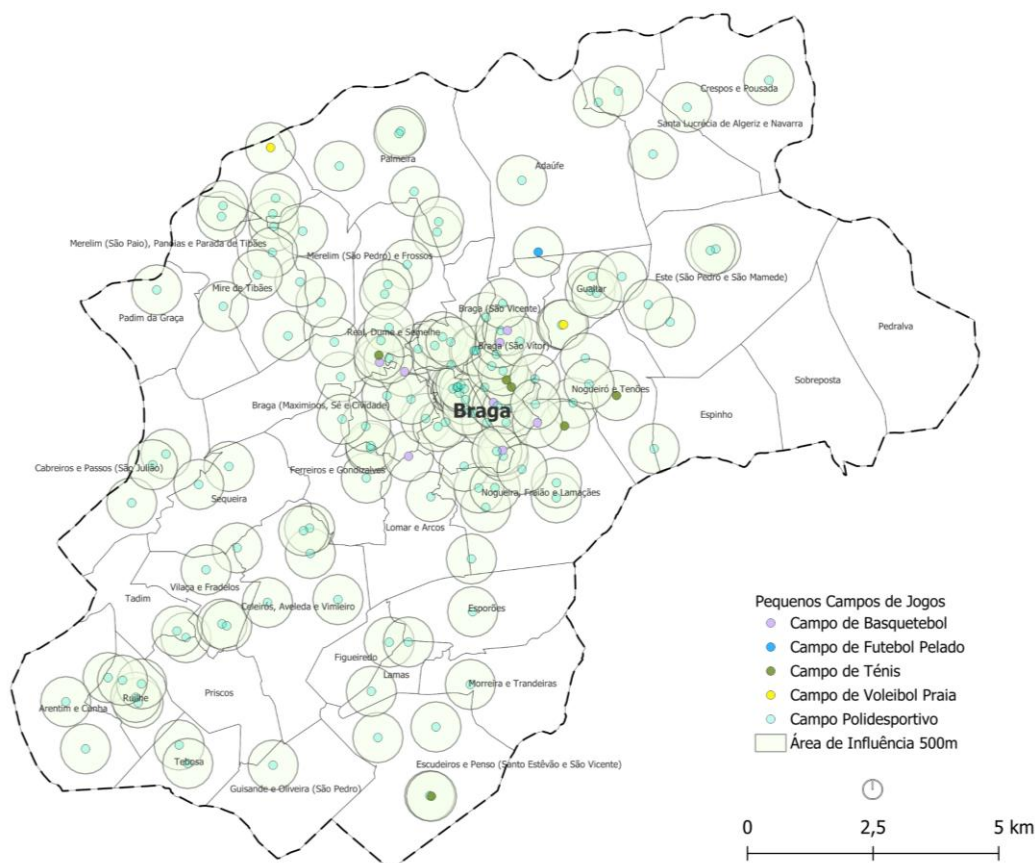 Crespos e Pousada
Santa Lucrécia de Algeriz e Navarra
Palmeira
Adaúfe
Merelim (São Paio), Panoias e Parada de Tibães
Merelim (São Pedro) e Frossos
Este (São Pedro e São Mamede)
Mire de Tibães
Gualtar
Padim da Graça
Braga (São Vicente)
Pedralva
Real, Dume e Semelhe
Braga (São Vítor)
Sobreposta
Nogueiró e Tenões
Braga (Maximinos, Sé e Cividade)
Braga
Espinho
Cabreiros e Passos (São Julião)
Ferreiros e Gondizalves
Sequeira
Nogueira, Fraião e Lamaçães
Lomar e Arcos
Vilaça e Fradelos
Tadim
Celeirós, Aveleda e Vimieiro
Esporões
Figueiredo
Lamas
Morreira e Trandeiras
Priscos
Ruilhe
Arentim e Cunha
Tebosa
Escudeiros e Penso (Santo Estêvão e São Vicente)
Guisande e Oliveira (São Pedro)
Pequenos Campos de Jogos
Campo de Basquetebol
Campo de Futebol Pelado
Campo de Ténis
Campo de Voleibol Praia
Campo Polidesportivo
Área de Influência 500m
0 2,5 5 km